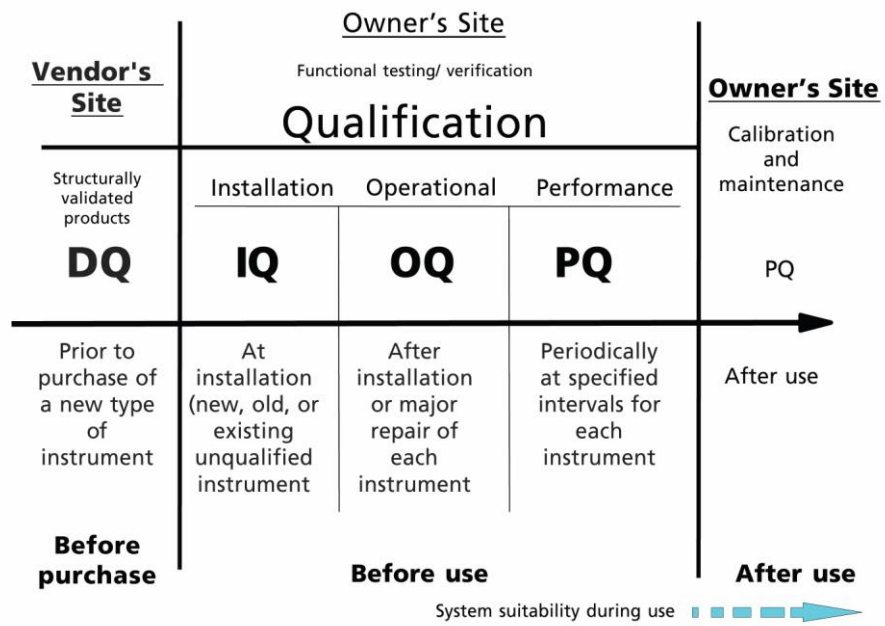 Vendor's
Site
Structurally
validated
products
DQ
Prior to
purchase of
a new type
of
instrument
Before
purchase
Owner's Site
Functional testing/ verification
Qualification
Installation
IQ
At
installation
(new, old, or
existing
unqualified
instrument
Operational
OQ
After
installation
or major
repair of
each
instrument
Performance
PQ
Periodically
at specified
intervals for
each
instrument
Before use
Owner's Site
Calibration
and
maintenance
PQ
After use
After use
System suitability during use